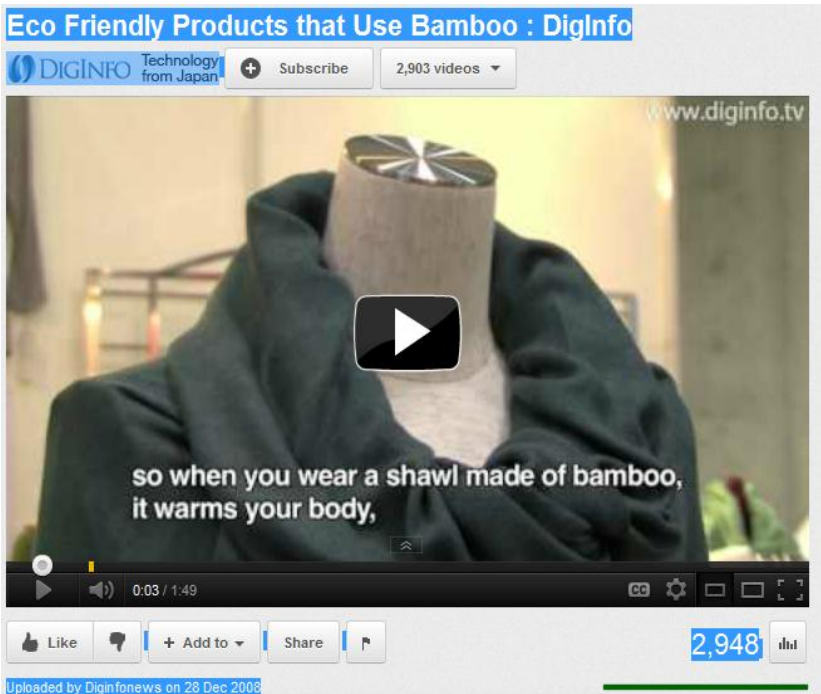 Eco Friendly Products that Use Bamboo : DigInfo
DIGINFO Technology from Japan
Subscribe
2,903 videos
www.diginfo.tv
so when you wear a shawl made of bamboo,
it warms your body,
0:03 / 1:49
CC
Like
+ Add to
Share
2,948
Uploaded by Diginfonews on 28 Dec 2008